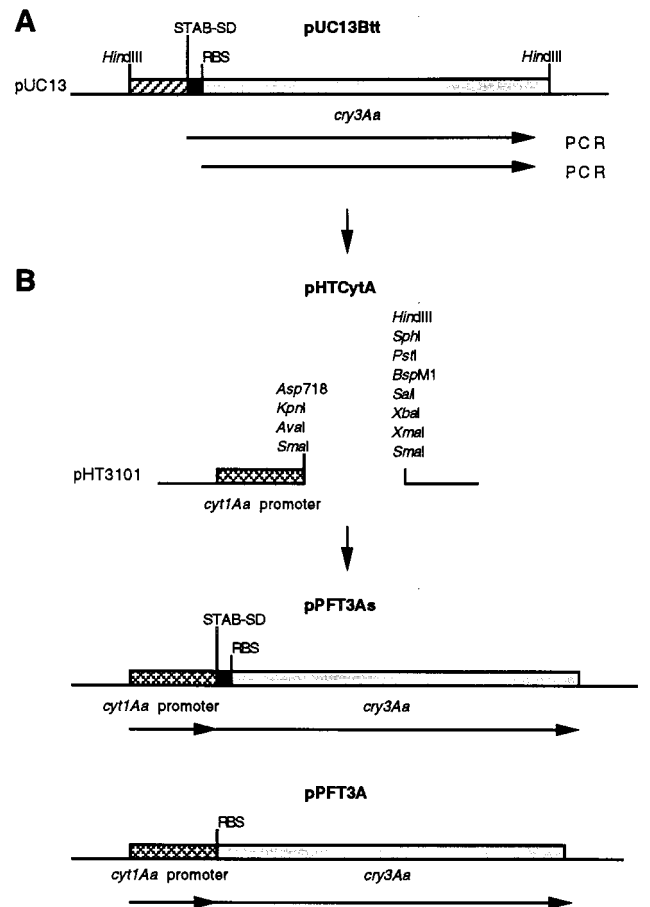 A
pUC13Btt
STAB-SD
HindIII
RBS
HindIII
pUC13
cry3Aa
PCR
PCR
B
pHTCytA
HindIII
SphI
PstI
BspM1
SalI
XbaI
XmaI
SmaI
Asp718
KpnI
AvaI
SmaI
pHT3101
cyt1Aa promoter
pPFT3As
STAB-SD
RBS
cyt1Aa promoter
cry3Aa
pPFT3A
RBS
cyt1Aa promoter
cry3Aa